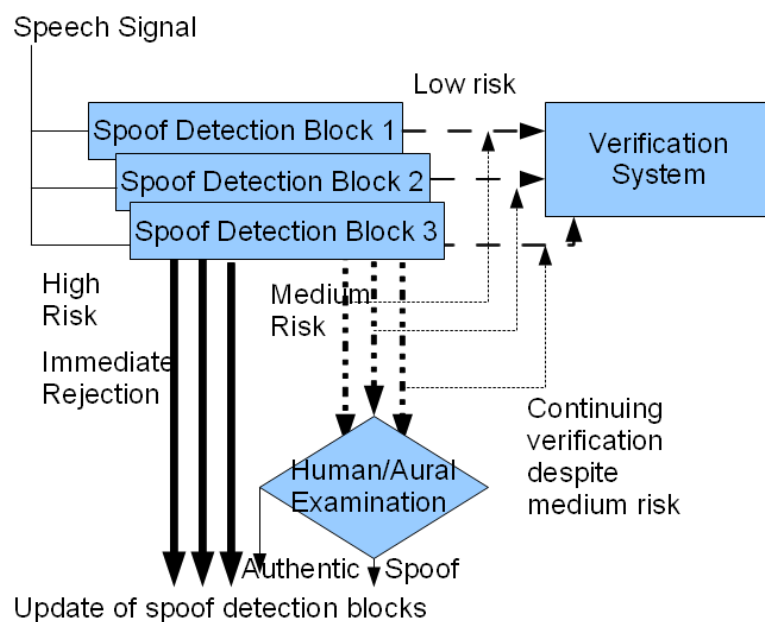 Speech Signal
Low risk
Spoof Detection Block 1
Spoof Detection Block 2
Spoof Detection Block 3
Verification
System
High
Risk
Immediate
Rejection
Medium
Risk
Continuing
verification
despite
medium risk
Human/Aural
Examination
Authentic
Spoof
Update of spoof detection blocks